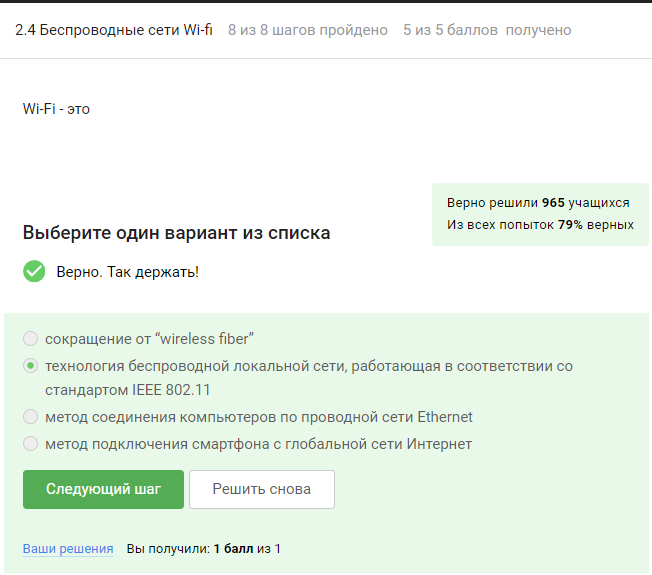 2.4 Беспроводные сети Wi-fi 8 из 8 шагов пройдено 5 из 5 баллов получено
Wi-Fi - это
Верно решили 965 учащихся
Из всех попыток 79% верных
Выберите один вариант из списка
Верно. Так держать!
сокращение от “wireless fiber”
технология беспроводной локальной сети, работающая в соответствии со
стандартом IEEE 802.11
метод соединения компьютеров по проводной сети Ethernet
метод подключения смартфона с глобальной сети Интернет
Следующий шаг Решить снова
Ваши решения Вы получили: 1 балл из 1